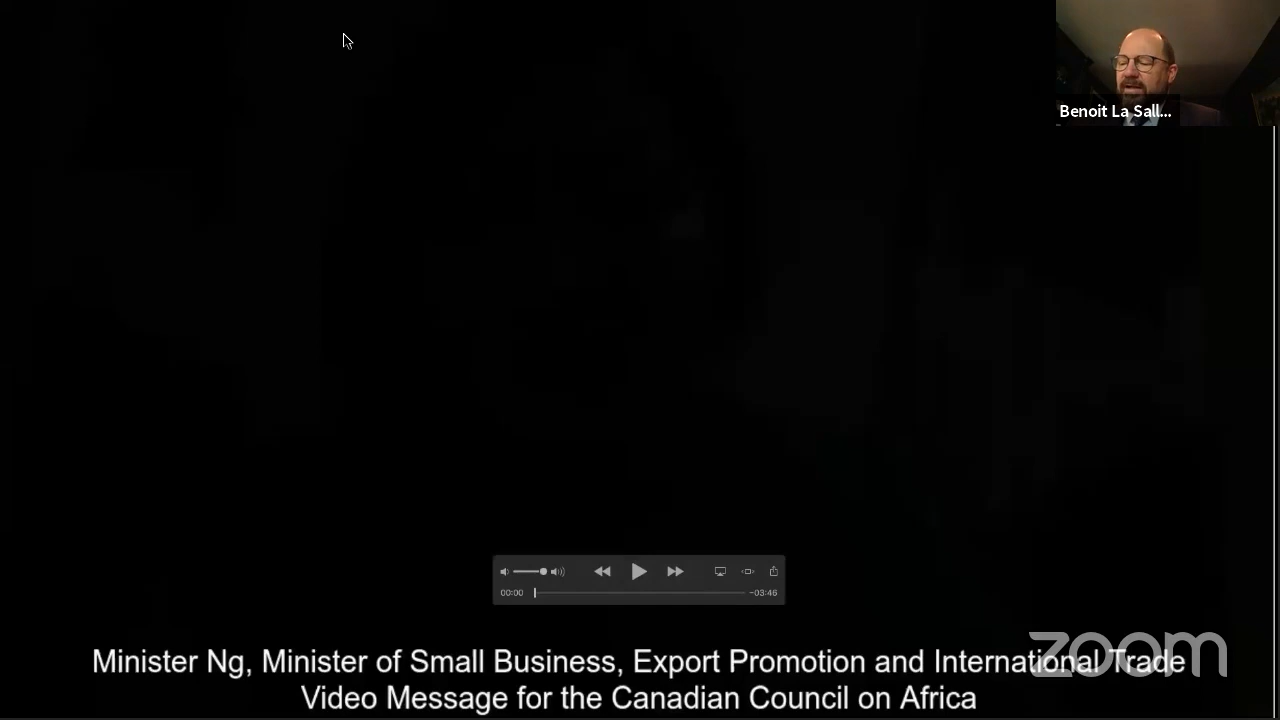 Benoit La Sall...
00:00
−03:46
Minister Ng, Minister of Small Business, Export Promotion and International Trade
Video Message for the Canadian Council on Africa
zoom